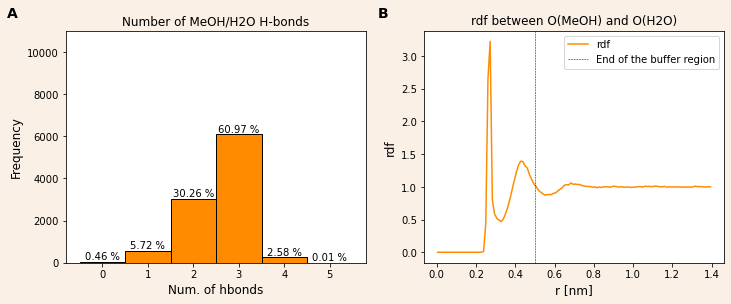 A
Number of MeOH/H2O H-bonds
10000
8000
6000
4000
2000
0
Frequency
0.46 %
5.72 %
30.26 %
60.97 %
2.58 %
0.01 %
0 1 2 3 4 5
Num. of hbonds
B
rdf between O(MeOH) and O(H2O)
rdf
End of the buffer region
3.0
2.5
2.0
1.5
1.0
0.5
0.0
rdf
0.0 0.2 0.4 0.6 0.8 1.0 1.2 1.4
r [nm]